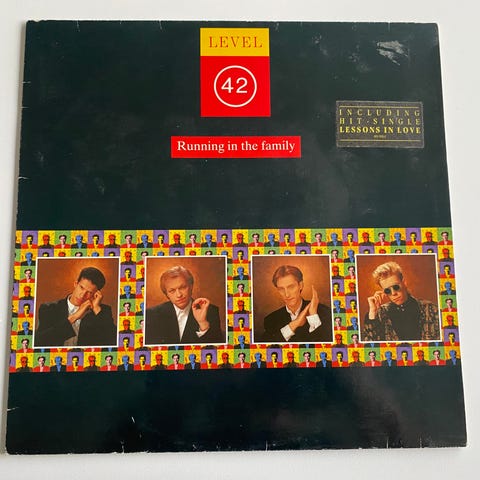 LEVEL
42
Running in the family
INCLUDING
HIT-SINGLE
LESSONS IN LOVE